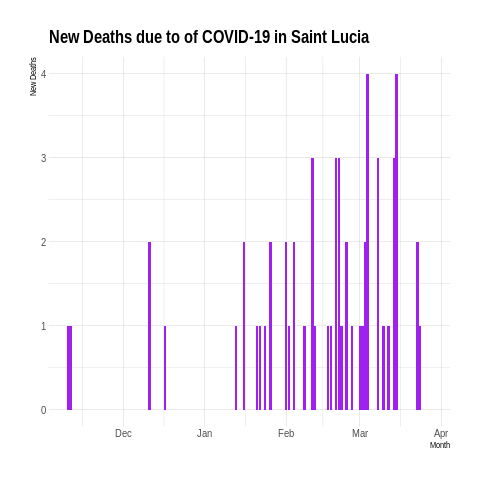 New Deaths due to of COVID-19 in Saint Lucia
New Deaths
4
3
2
1
0
Dec Jan Feb Mar Apr
Month